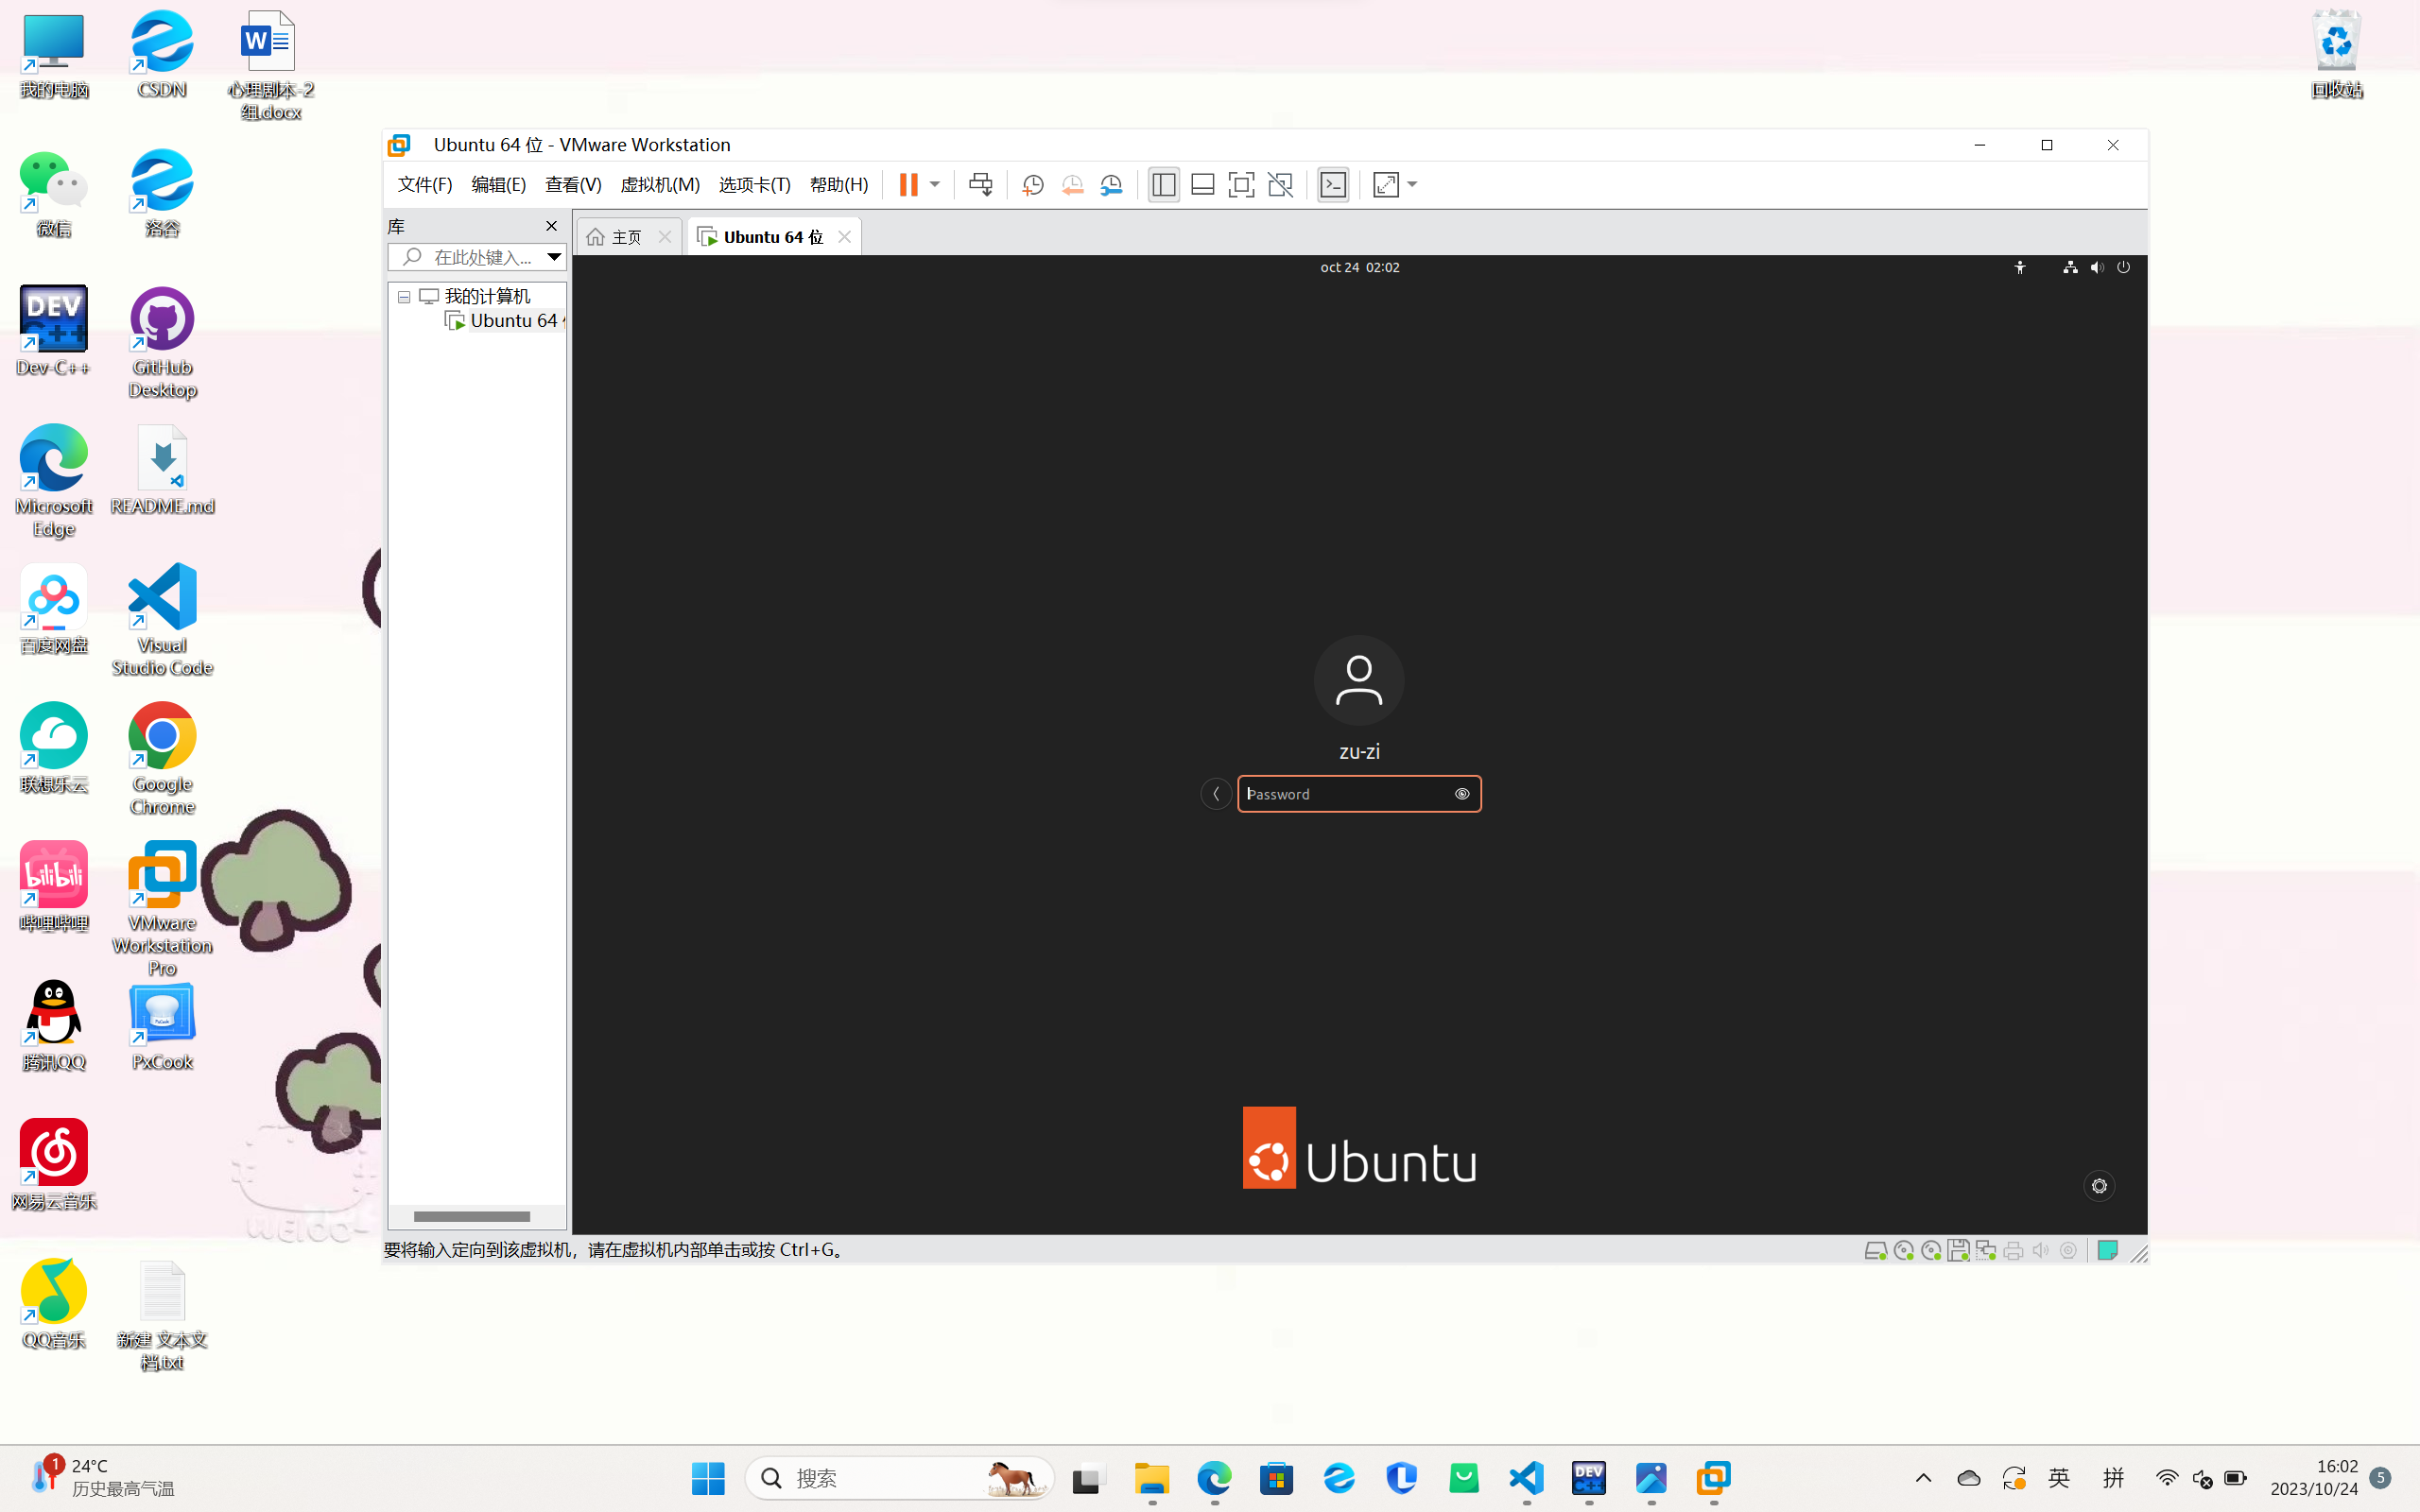 我的电脑
CSDN
心理剧本-2
组.docx
回收站
微信
洛谷
Dev-C++
GitHub
Desktop
Microsoft
Edge
README.md
百度网盘
Visual
Studio Code
联想乐云
Google
Chrome
哔哩哔哩
VMware
Workstation
Pro
腾讯QQ
PxCook
网易云音乐
QQ音乐
新建 文本文
档.txt
Ubuntu 64 位 - VMware Workstation
文件(F) 编辑(E) 查看(V) 虚拟机(M) 选项卡(T) 帮助(H)
库
主页
Ubuntu 64 位
在此处键入...
我的计算机
Ubuntu 64
oct 24 02:02
zu-zi
Password
Ubuntu
要将输入定向到该虚拟机，请在虚拟机内部单击或按 Ctrl+G。
1
24°C
历史最高气温
搜索
英
拼
16:02
2023/10/24
5
DEV
C++
bilibili
DEV
C++